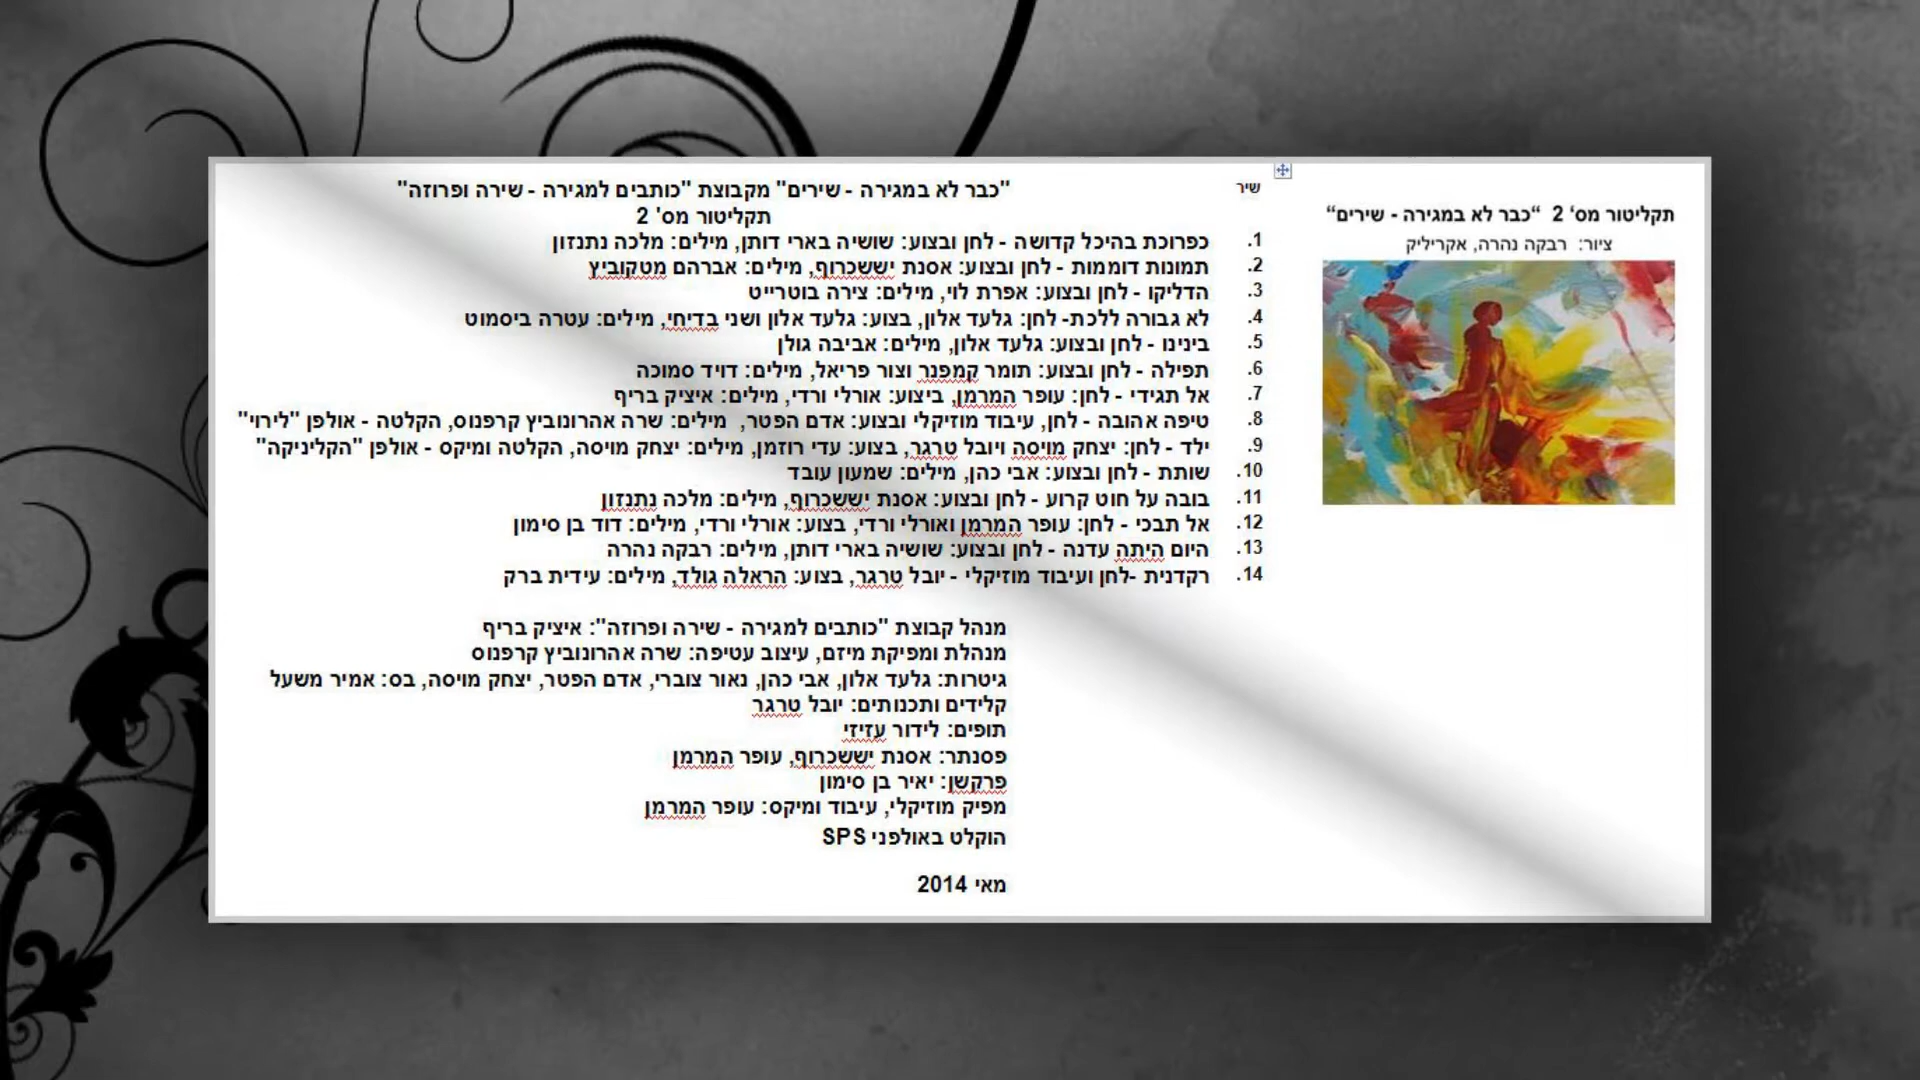 תקליטור מס' 2 "כבר לא במגירה - שירים"
ציור: רבקה נהרה, אקריליק
שיר
"כבר לא במגירה - שירים" מקבוצת "כותבים למגירה - שירה ופרוזה"
תקליטור מס' 2
1. כפרוכת בהיכל קדושה - לחן ובצוע: שושיה בארי דותן, מילים: מלכה נתנזון
2. תמונות דוממות - לחן ובצוע: אסנת יששכרוף, מילים: אברהם מטקוביץ
3. הדליקו - לחן ובצוע: אפרת לוי, מילים: צירה בוטרייט
4. לא גבורה ללכת- לחן: גלעד אלון, בצוע: גלעד אלון ושני בדיחי, מילים: עטרה ביסמוט
5. בינינו - לחן ובצוע: גלעד אלון, מילים: אביבה גולן
6. תפילה - לחן ובצוע: תומר קמפנר וצור פריאל, מילים: דויד סמוכה
7. אל תגידי - לחן: עופר המרמן, ביצוע: אורלי ורדי, מילים: איציק בריף
8. טיפה אהובה - לחן, עיבוד מוזיקלי ובצוע: אדם הפטר, מילים: שרה אהרונוביץ קרפנוס, הקלטה - אולפן "לירוי"
9. ילד - לחן: יצחק מויסה ויובל טרגר, בצוע: עדי רוזמן, מילים: יצחק מויסה, הקלטה ומיקס - אולפן "הקליניקה"
10. שותת - לחן ובצוע: אבי כהן, מילים: שמעון עובד
11. בובה על חוט קרוע - לחן ובצוע: אסנת יששכרוף, מילים: מלכה נתנזון
12. אל תבכי - לחן: עופר המרמן ואורלי ורדי, בצוע: אורלי ורדי, מילים: דוד בן סימון
13. היום היתה עדנה - לחן ובצוע: שושיה בארי דותן, מילים: רבקה נהרה
14. רקדנית -לחן ועיבוד מוזיקלי - יובל טרגר, בצוע: הראלה גולד, מילים: עידית ברק
מנהל קבוצת "כותבים למגירה - שירה ופרוזה": איציק בריף
מנהלת ומפיקת מיזם, עיצוב עטיפה: שרה אהרונוביץ קרפנוס
גיטרות: גלעד אלון, אבי כהן, נאור צוברי, אדם הפטר, יצחק מויסה, בס: אמיר משעל
קלידים ותכנותים: יובל טרגר
תופים: לידור עזיזי
פסנתר: אסנת יששכרוף, עופר המרמן
פרקשן: יאיר בן סימון
מפיק מוזיקלי, עיבוד ומיקס: עופר המרמן
הוקלט באולפני SPS
מאי 2014